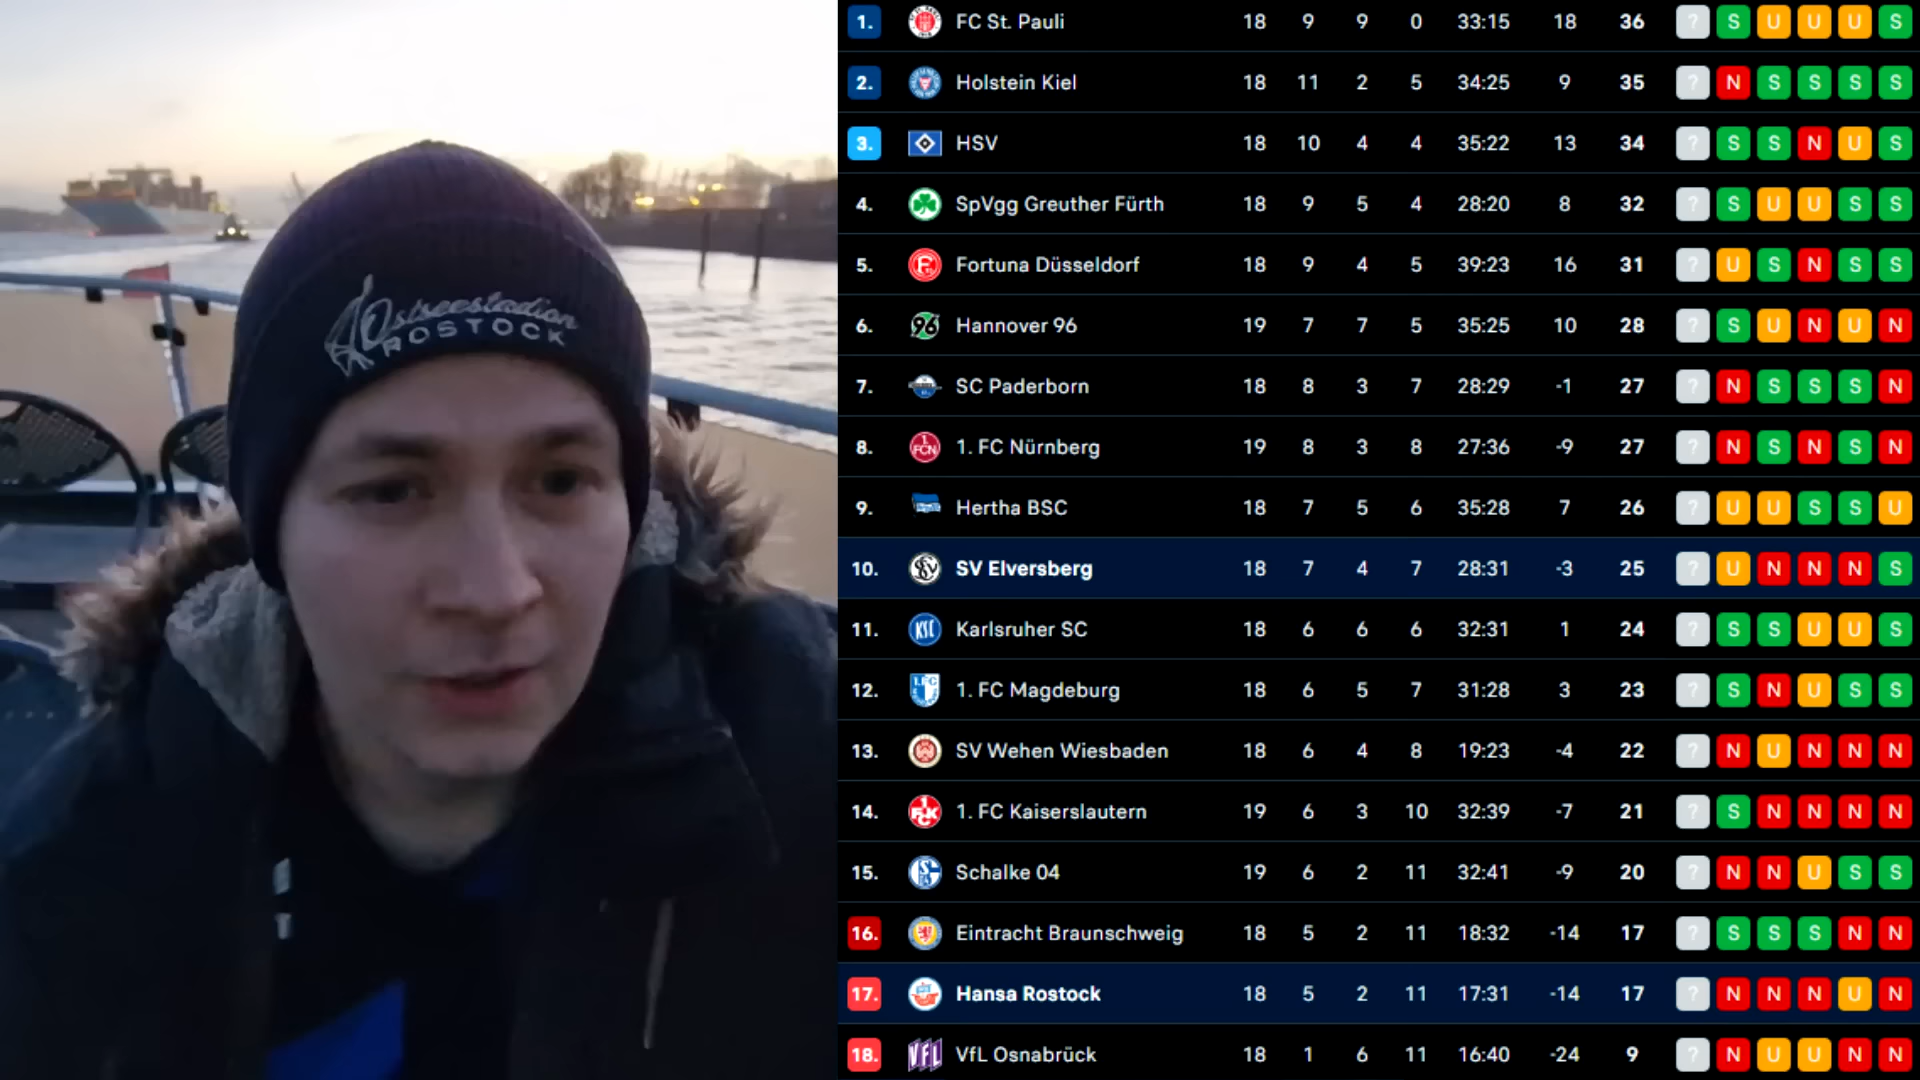 Ostseestadion
ROSTOCK
1. FC St. Pauli 18 9 9 0 33:15 18 36 ? S U U U S
2. Holstein Kiel 18 11 2 5 34:25 9 35 ? N S S S S
3. HSV 18 10 4 4 35:22 13 34 ? S S N U S
4. SpVgg Greuther Fürth 18 9 5 4 28:20 8 32 ? S U U S S
5. Fortuna Düsseldorf 18 9 4 5 39:23 16 31 ? U S N S S
6. 96 Hannover 96 19 7 7 5 35:25 10 28 ? S U N U N
7. SC Paderborn 18 8 3 7 28:29 -1 27 ? N S S S N
8. 1. FCN 1. FC Nürnberg 19 8 3 8 27:36 -9 27 ? N S N S N
9. Hertha BSC 18 7 5 6 35:28 7 26 ? U U S S U
10. SV Elversberg 18 7 4 7 28:31 -3 25 ? U N N N S
11. KSC Karlsruher SC 18 6 6 6 32:31 1 24 ? S S U U S
12. 1. FC 1. FC Magdeburg 18 6 5 7 31:28 3 23 ? S N U S S
13. SV Wehen Wiesbaden 18 6 4 8 19:23 -4 22 ? N U N N N
14. 1. FCK 1. FC Kaiserslautern 19 6 3 10 32:39 -7 21 ? S N N N N
15. Schalke 04 19 6 2 11 32:41 -9 20 ? N N U S S
16. Eintracht Braunschweig 18 5 2 11 18:32 -14 17 ? S S S N N
17. Hansa Rostock 18 5 2 11 17:31 -14 17 ? N N N U N
18. VFL VfL Osnabrück 18 1 6 11 16:40 -24 9 ? N U U N N